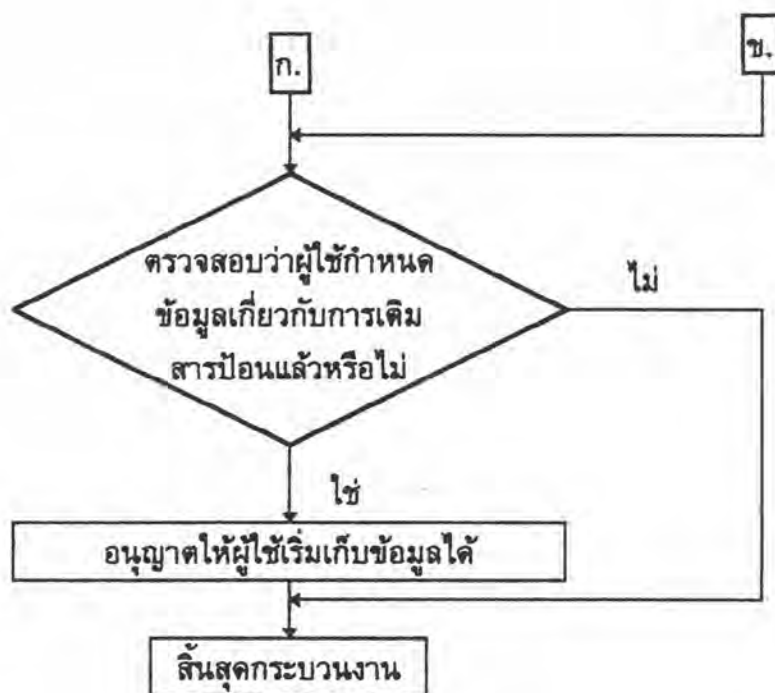 ก.
ข.
ตรวจสอบว่าผู้ใช้กำหนด
ข้อมูลเกี่ยวกับการเติม
สารป้อนแล้วหรือไม่
ไม่
ใช่
อนุญาตให้ผู้ใช้เริ่มเก็บข้อมูลได้
สิ้นสุดกระบวนงาน